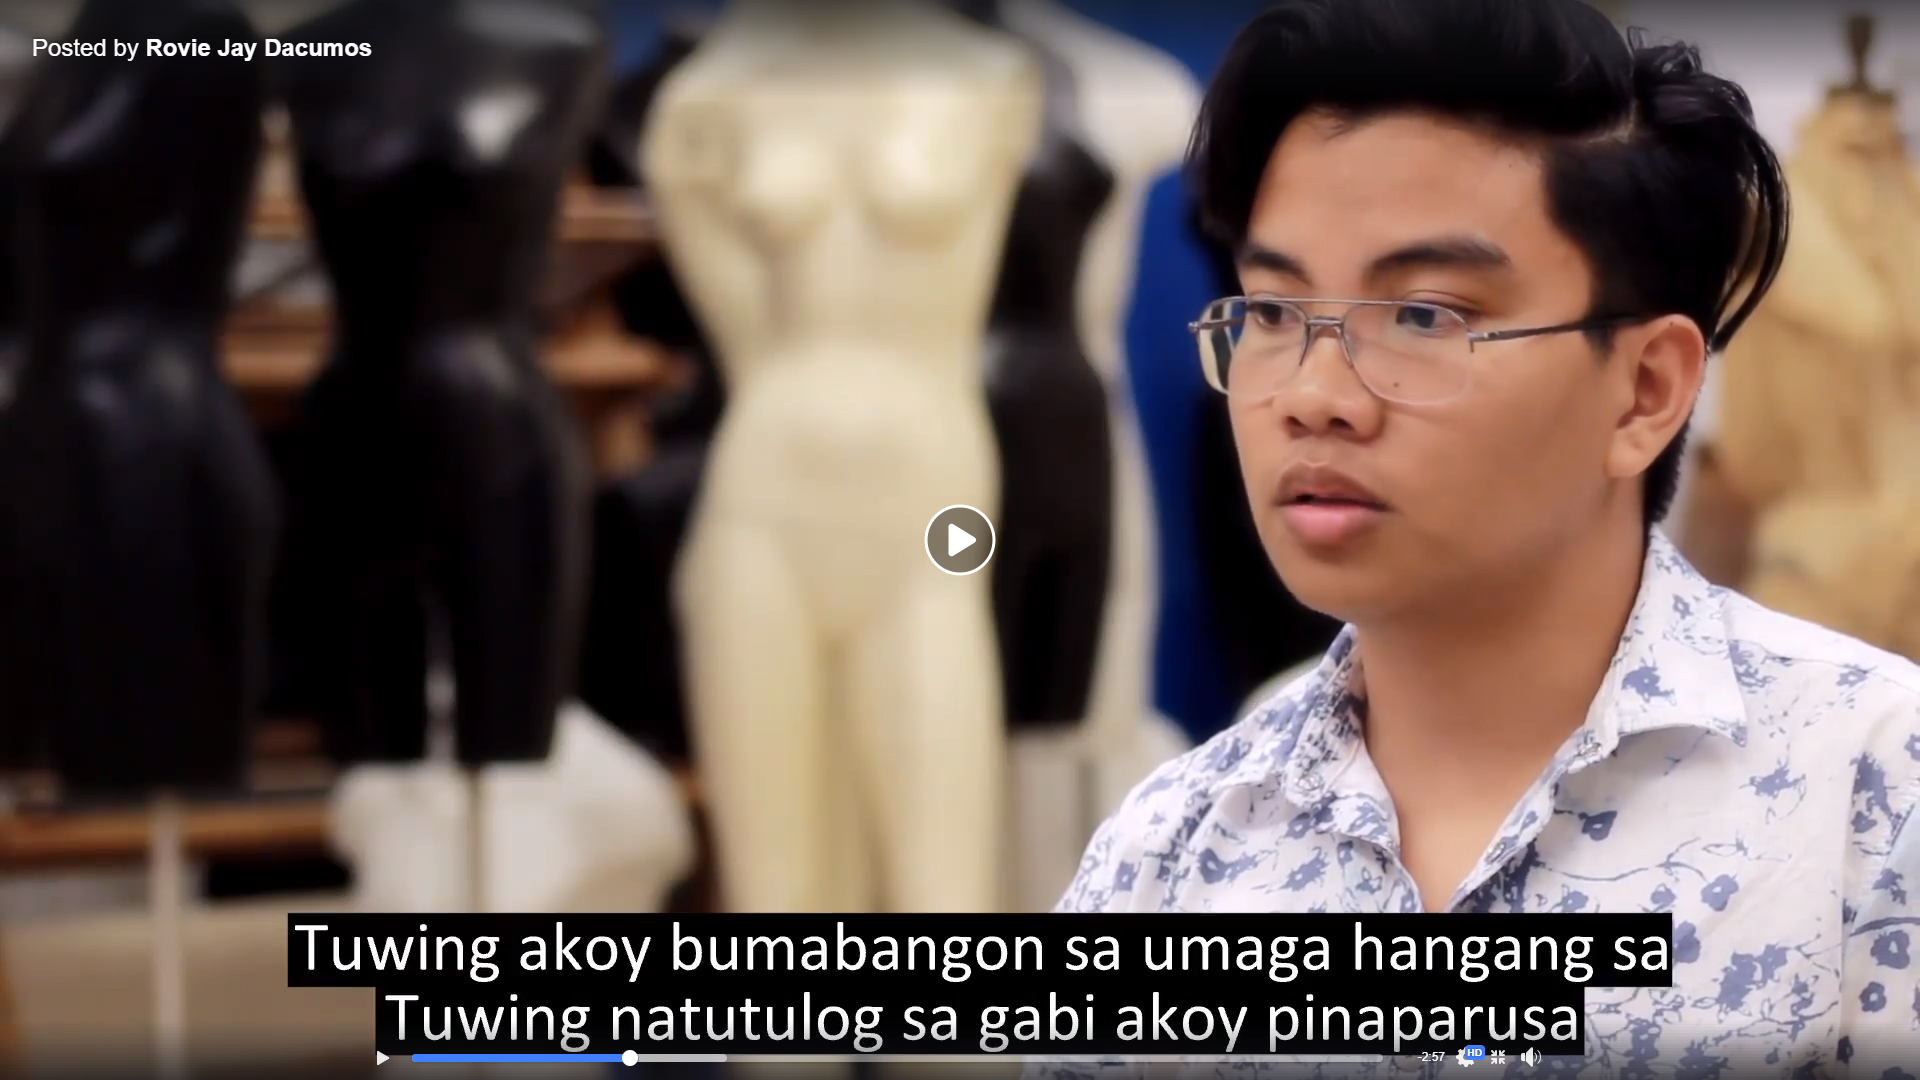 Posted by Rovie Jay Dacumos
Tuwing akoy bumabangon sa umaga hangang sa
Tuwing natutulog sa gabi akoy pinaparusa
-2:57
HD